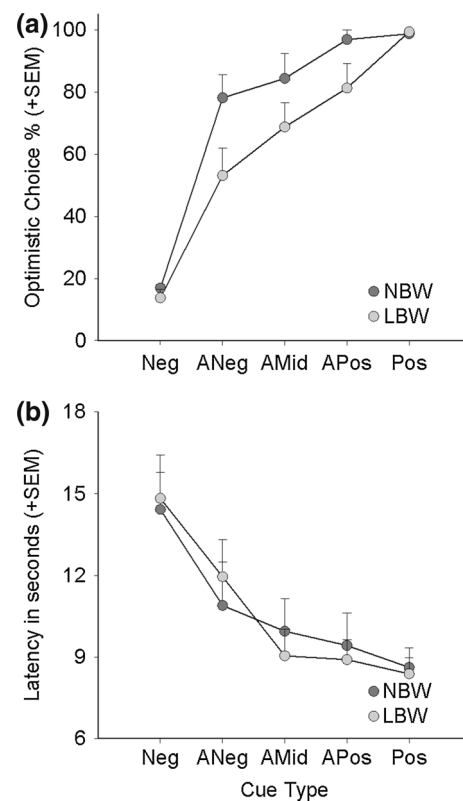 (a)
Optimistic Choice % (+SEM)
100
80
60
40
20
0
NBW
LBW
Neg ANeg AMid APos Pos
(b)
Latency in seconds (+SEM)
18
15
12
9
6
NBW
LBW
Neg ANeg AMid APos Pos
Cue Type